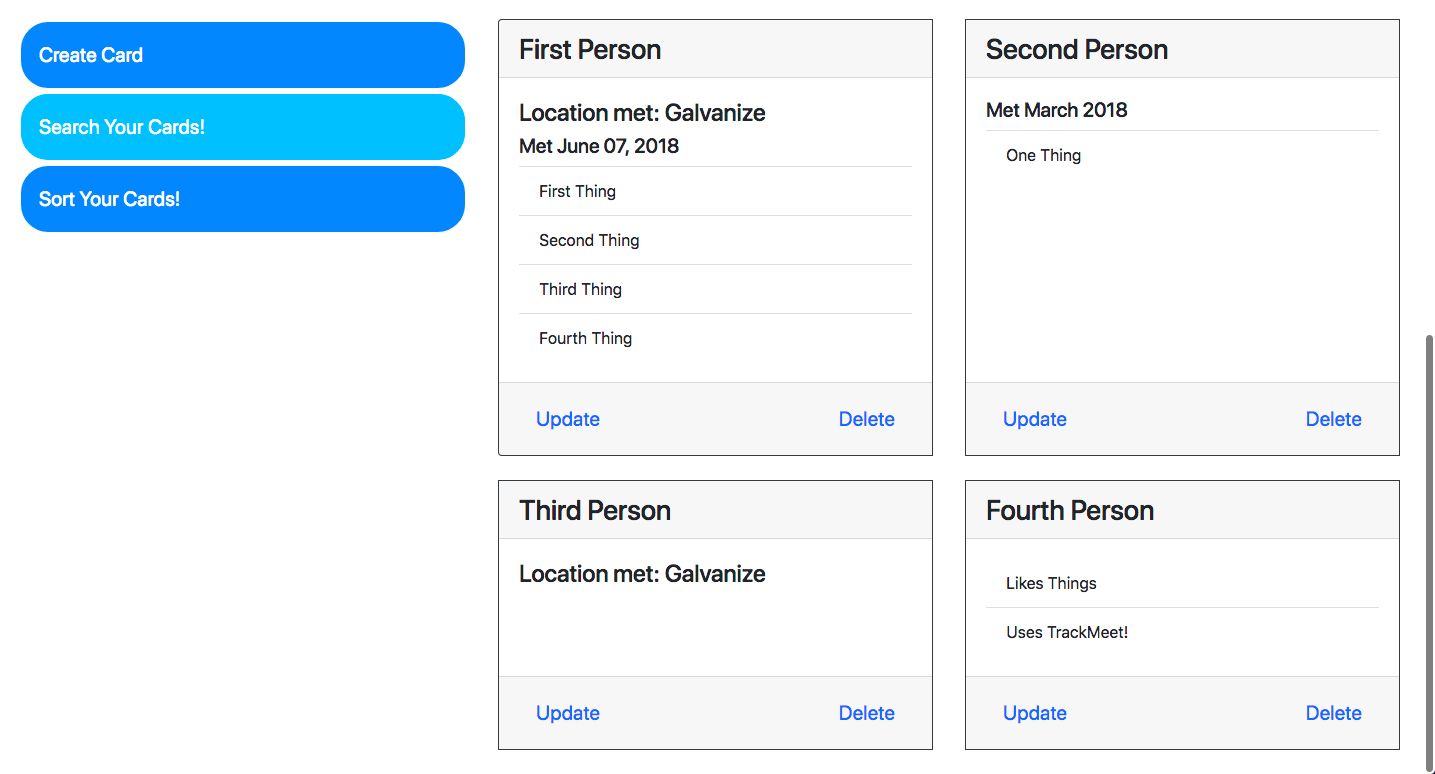 Create Card
Search Your Cards!
Sort Your Cards!
First Person
Location met: Galvanize
Met June 07, 2018
First Thing
Second Thing
Third Thing
Fourth Thing
Update
Delete
Second Person
Met March 2018
One Thing
Update
Delete
Third Person
Location met: Galvanize
Update
Delete
Fourth Person
Likes Things
Uses TrackMeet!
Update
Delete